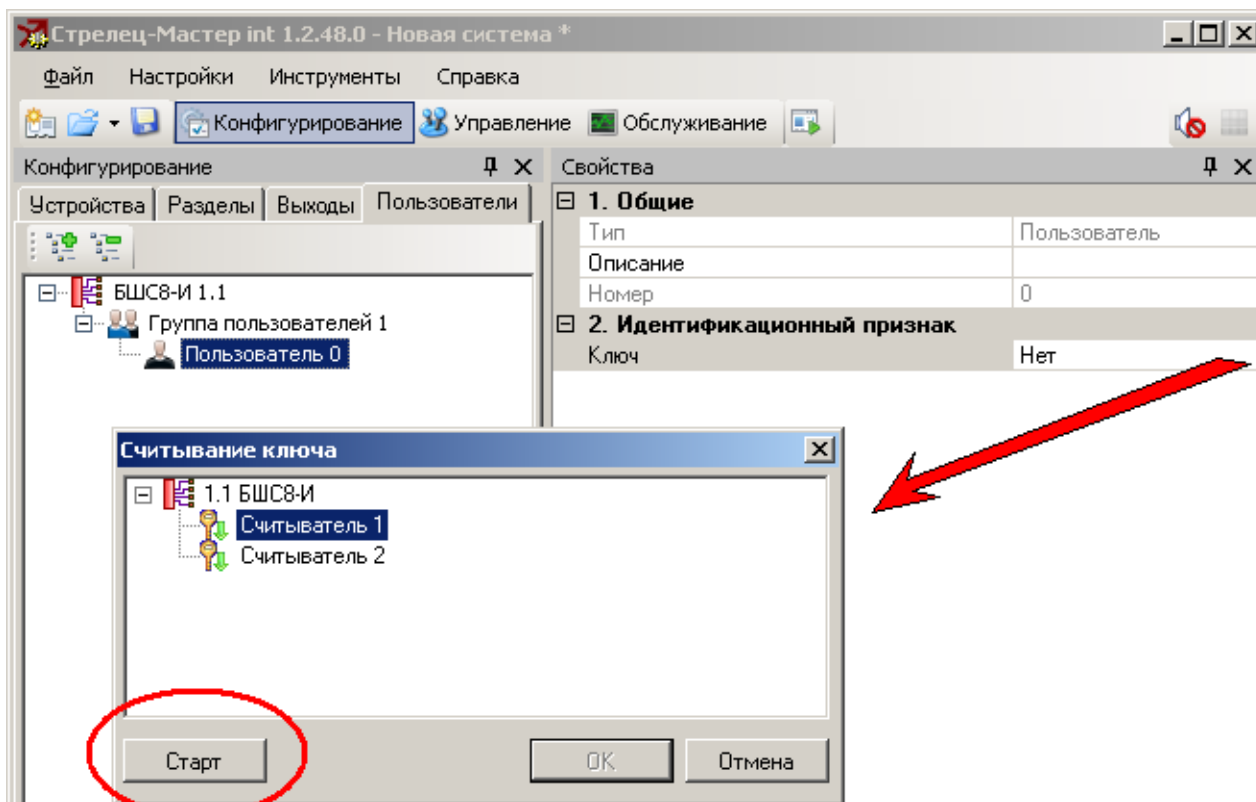 Стрелец-Мастер int 1.2.48.0 - Новая система *
Файл Настройки Инструменты Справка
Конфигурирование Управление Обслуживание
Конфигурирование
Устройства Разделы Выходы Пользователи
БШС8-И 1.1
Группа пользователей 1
Пользователь 0
Свойства
1. Общие
Тип Пользователь
Описание
Номер 0
2. Идентификационный признак
Ключ Нет
Считывание ключа
1.1 БШС8-И
Считыватель 1
Считыватель 2
Старт OK Отмена